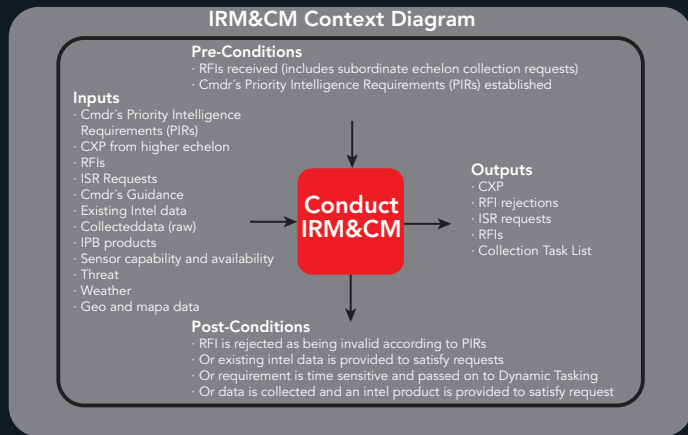 IRM&CM Context Diagram
Pre-Conditions
· RFIs received (includes subordinate echelon collection requests)
· Cmdr´s Priority Intelligence Requirements (PIRs) established
Inputs
· Cmdr´s Priority Intelligence
Requirements (PIRs)
· CXP from higher echelon
· RFIs
· ISR Requests
· Cmdr´s Guidance
· Existing Intel data
· Collecteddata (raw)
· IPB products
· Sensor capability and availability
· Threat
· Weather
· Geo and mapa data
Conduct
IRM&CM
Outputs
· CXP
· RFI rejections
· ISR requests
· RFIs
· Collection Task List
Post-Conditions
· RFI is rejected as being invalid according to PIRs
· Or existing intel data is provided to satisfy requests
· Or requirement is time sensitive and passed on to Dynamic Tasking
· Or data is collected and an intel product is provided to satisfy request